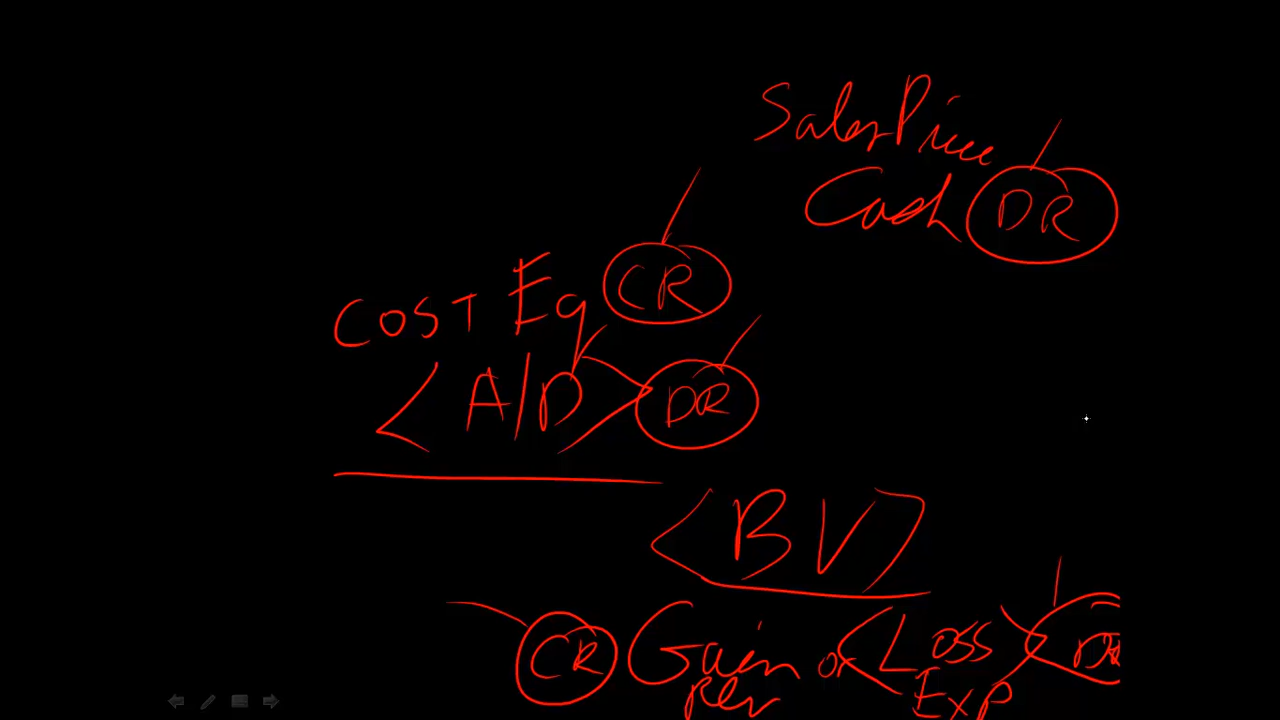 Sales Price
Cash DR
COST Eq CR
< A/D > DR
<BV>
CR Gain or <Loss> DR
Rev Exp